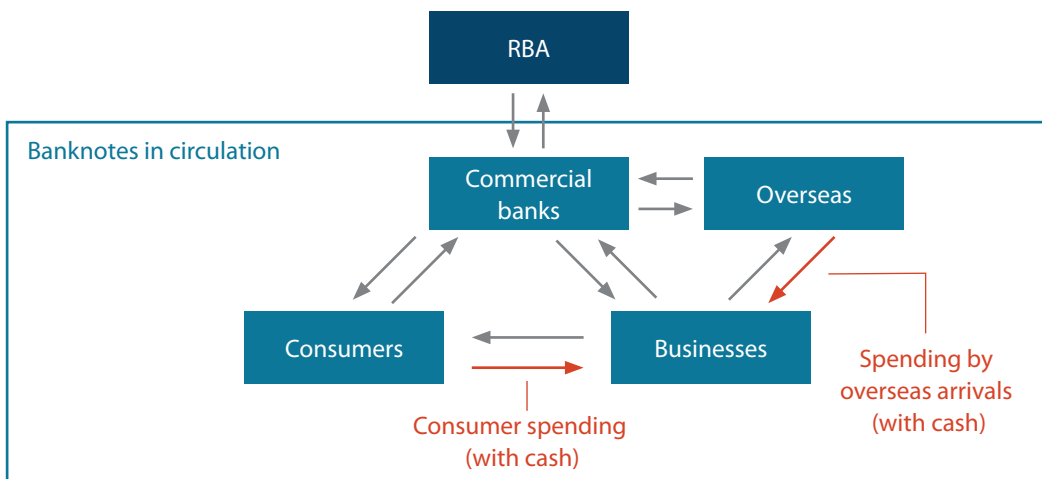 RBA
Banknotes in circulation
Commercial
banks
Overseas
Consumers
Businesses
Spending by
overseas arrivals
(with cash)
Consumer spending
(with cash)